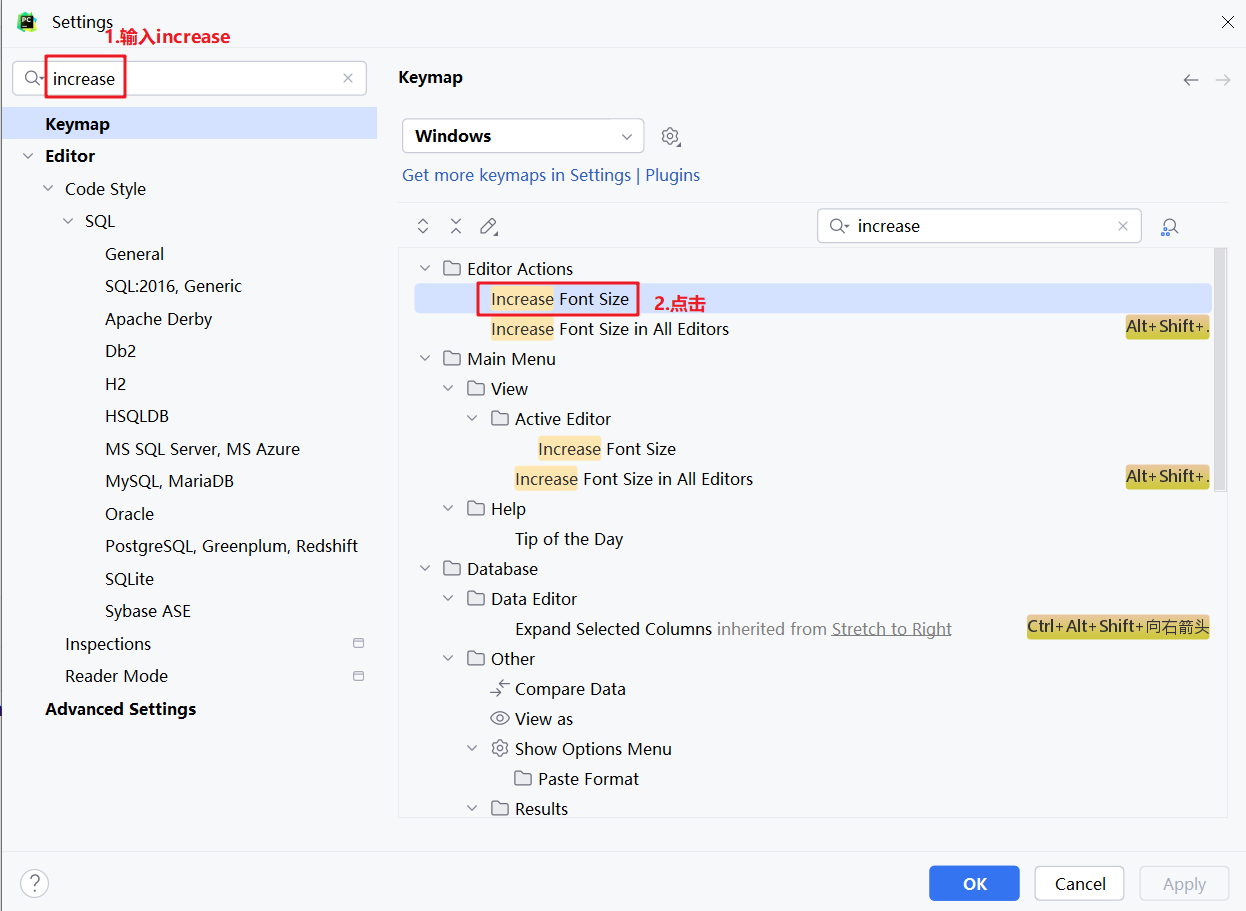 Settings
1.输入increase
increase
Keymap
Editor
Code Style
SQL
General
SQL:2016, Generic
Apache Derby
Db2
H2
HSQLDB
MS SQL Server, MS Azure
MySQL, MariaDB
Oracle
PostgreSQL, Greenplum, Redshift
SQLite
Sybase ASE
Inspections
Reader Mode
Advanced Settings
Keymap
Windows
Get more keymaps in Settings | Plugins
increase
Editor Actions
Increase Font Size 2.点击
Increase Font Size in All Editors Alt+Shift+.
Main Menu
View
Active Editor
Increase Font Size
Increase Font Size in All Editors Alt+Shift+.
Help
Tip of the Day
Database
Data Editor
Expand Selected Columns inherited from Stretch to Right Ctrl+Alt+Shift+向右箭头
Other
Compare Data
View as
Show Options Menu
Paste Format
Results
? OK Cancel Apply